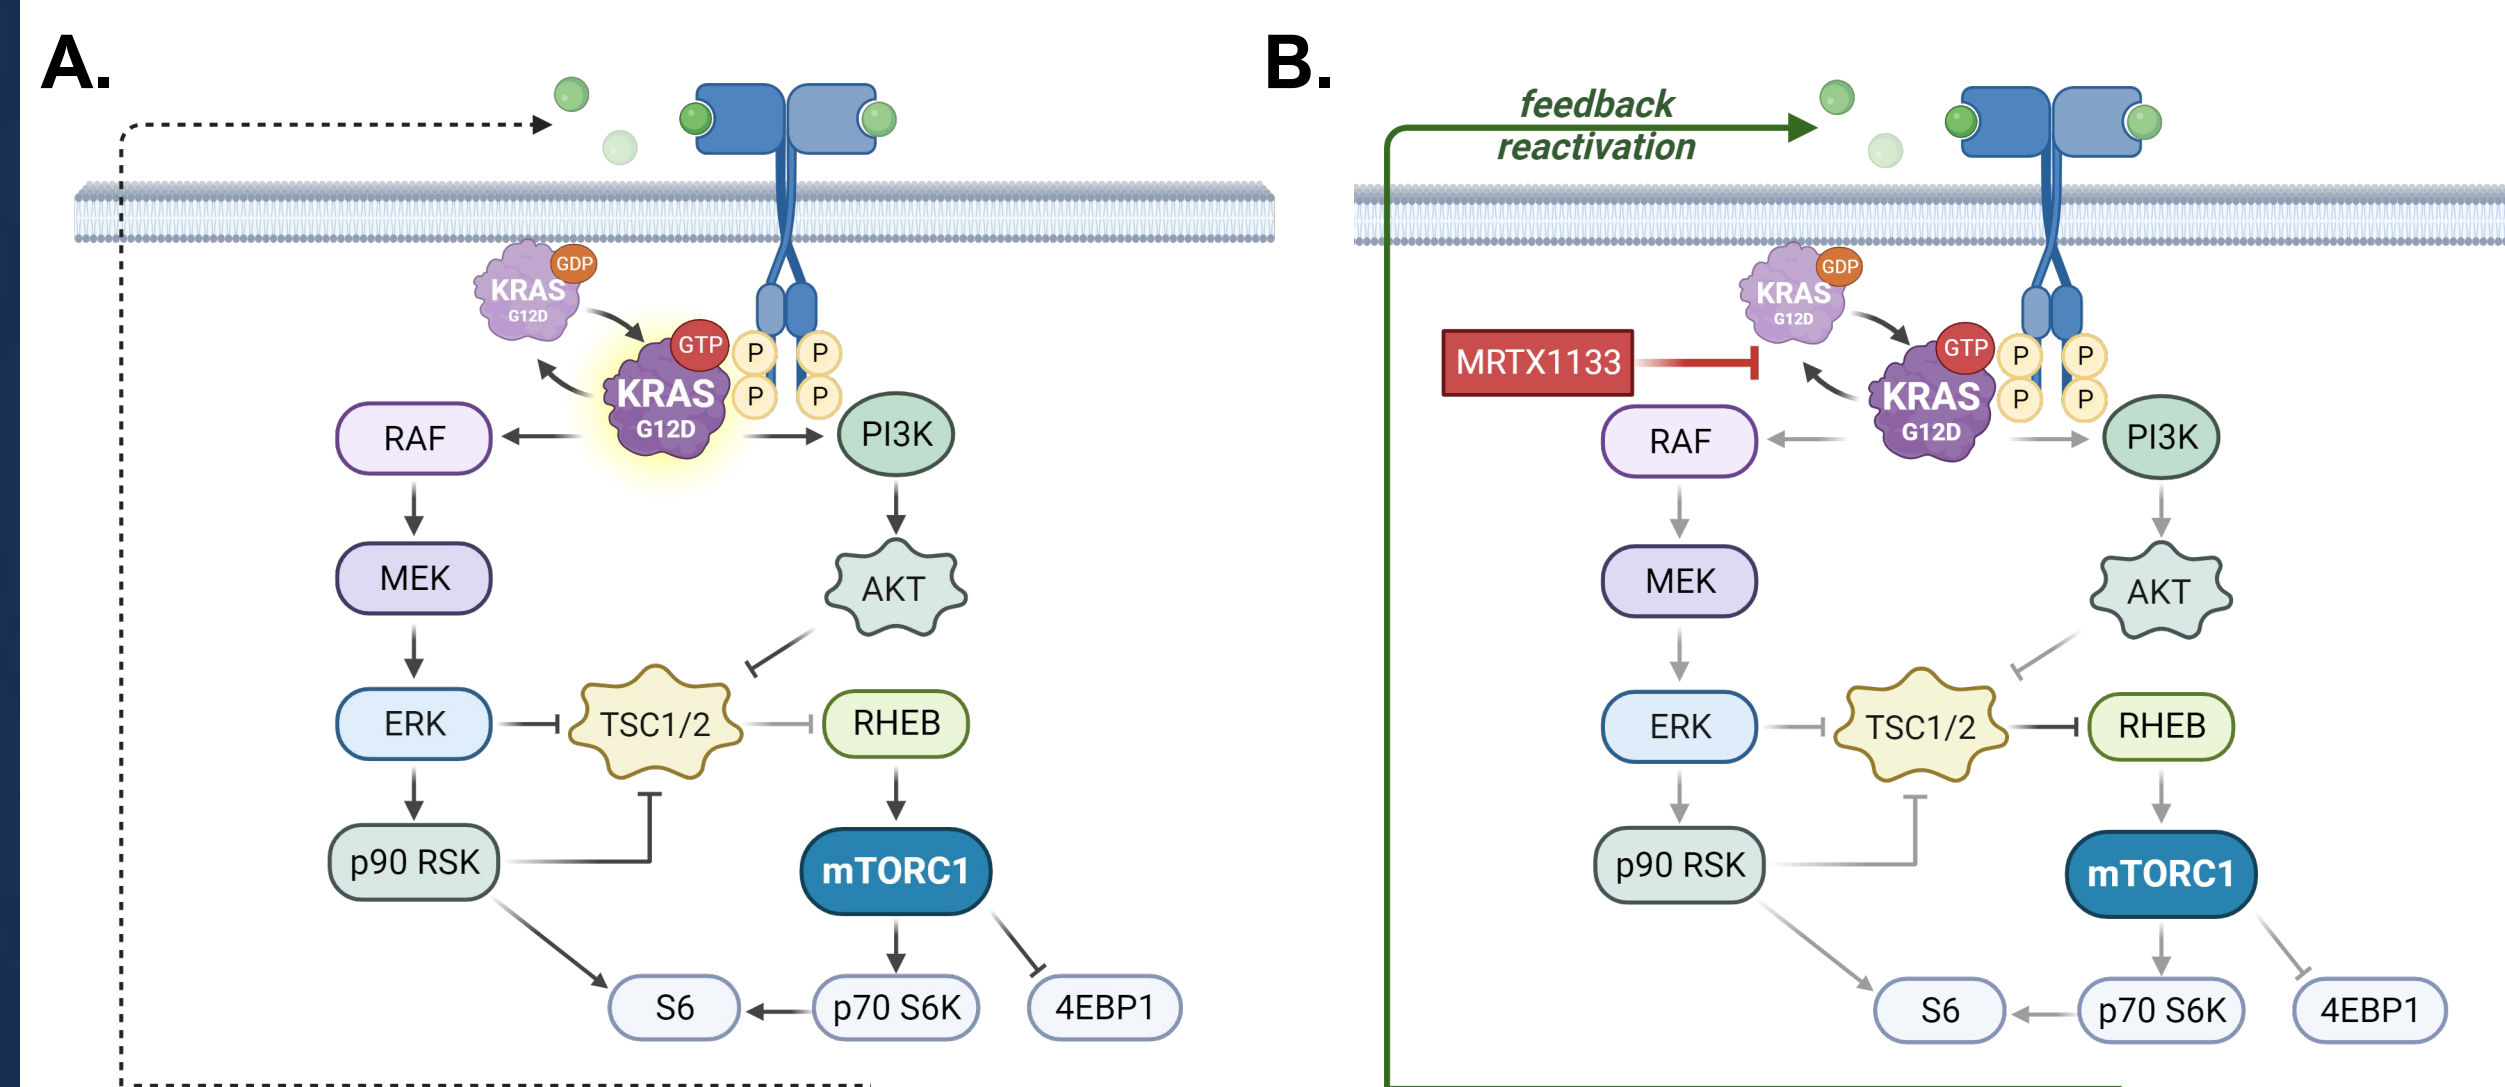 A.
GDP
KRAS
G12D
GTP
KRAS
G12D
P
P
P
P
RAF
PI3K
MEK
AKT
ERK
TSC1/2
RHEB
p90 RSK
mTORC1
S6
p70 S6K
4EBP1
B.
feedback
reactivation
GDP
KRAS
G12D
MRTX1133
GTP
KRAS
G12D
P
P
P
P
RAF
PI3K
MEK
AKT
ERK
TSC1/2
RHEB
p90 RSK
mTORC1
S6
p70 S6K
4EBP1